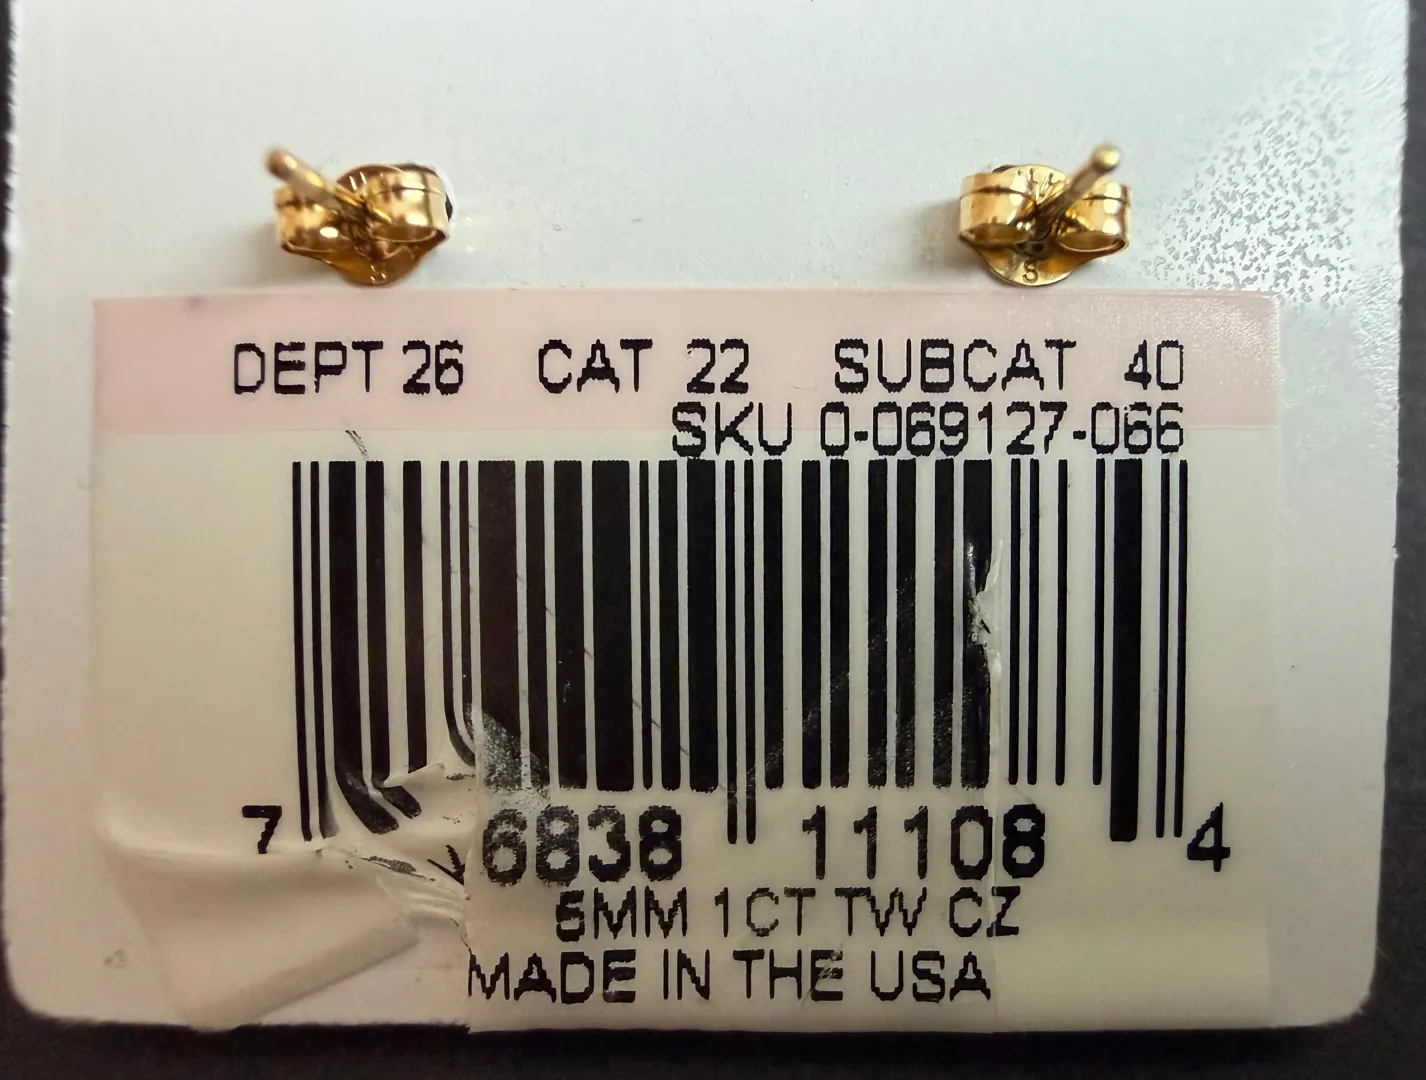 DEPT 26 CAT 22 SUBCAT 40
SKU 0-069127-066
7 6838 11108 4
5MM 1CT TW CZ
MADE IN THE USA